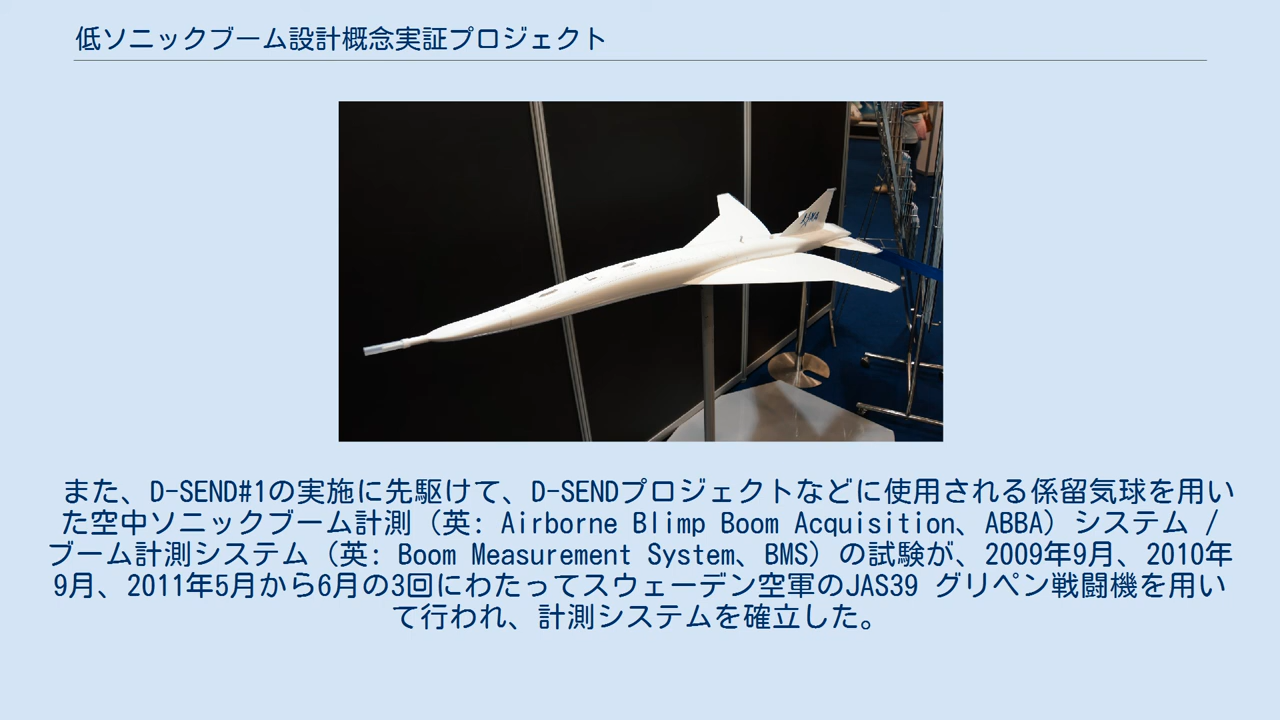 低ソニックブーム設計概念実証プロジェクト
また、D-SEND#1の実施に先駆けて、D-SENDプロジェクトなどに使用される係留気球を用い
た空中ソニックブーム計測（英: Airborne Blimp Boom Acquisition、ABBA）システム /
ブーム計測システム（英: Boom Measurement System、BMS）の試験が、2009年9月、2010年
9月、2011年5月から6月の3回にわたってスウェーデン空軍のJAS39 グリペン戦闘機を用い
て行われ、計測システムを確立した。